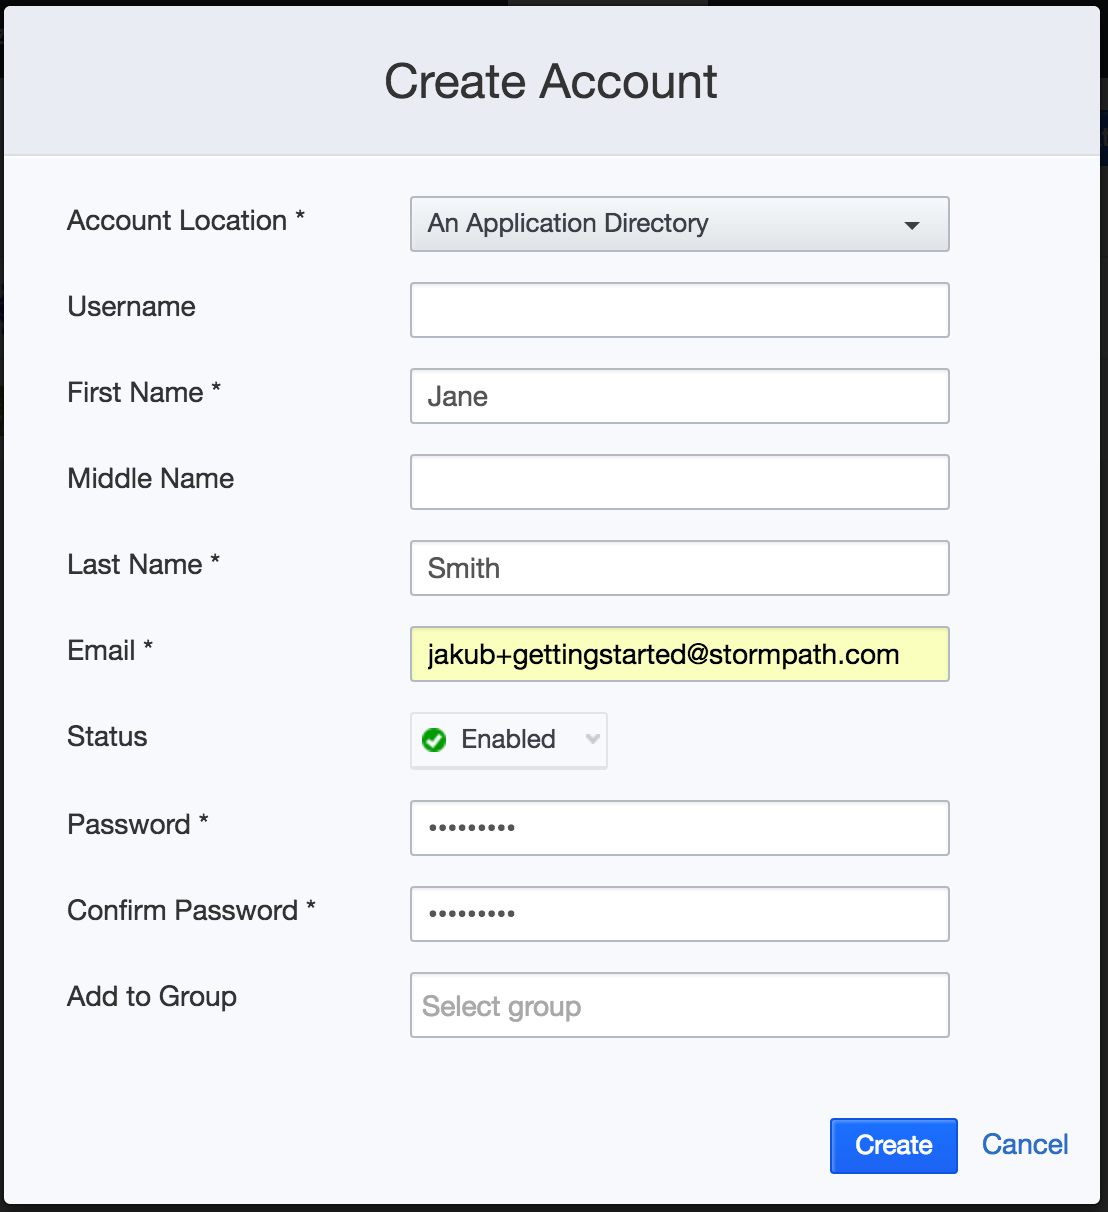 Create Account
Account Location * An Application Directory
Username
First Name * Jane
Middle Name
Last Name * Smith
Email * jakub+gettingstarted@stormpath.com
Status Enabled
Password * •••••••••
Confirm Password * •••••••••
Add to Group Select group
Create Cancel